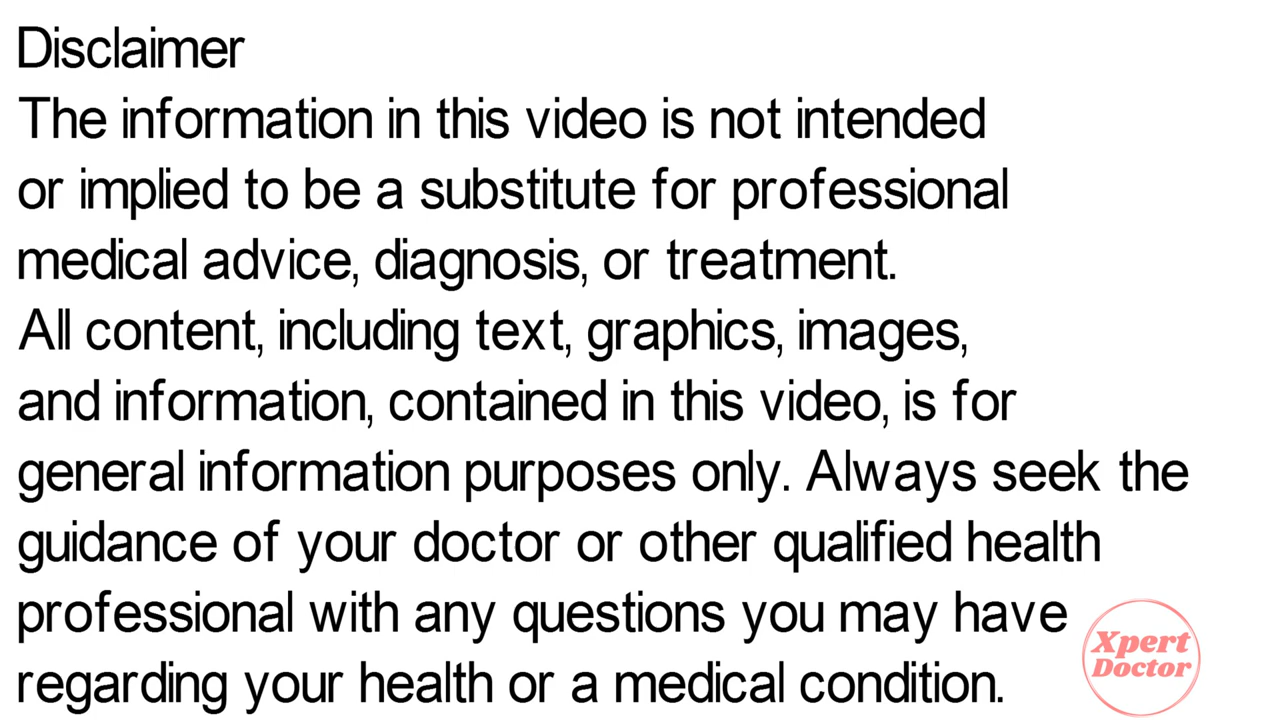 Disclaimer
The information in this video is not intended
or implied to be a substitute for professional
medical advice, diagnosis, or treatment.
All content, including text, graphics, images,
and information, contained in this video, is for
general information purposes only. Always seek the
guidance of your doctor or other qualified health
professional with any questions you may have
regarding your health or a medical condition.
Xpert
Doctor